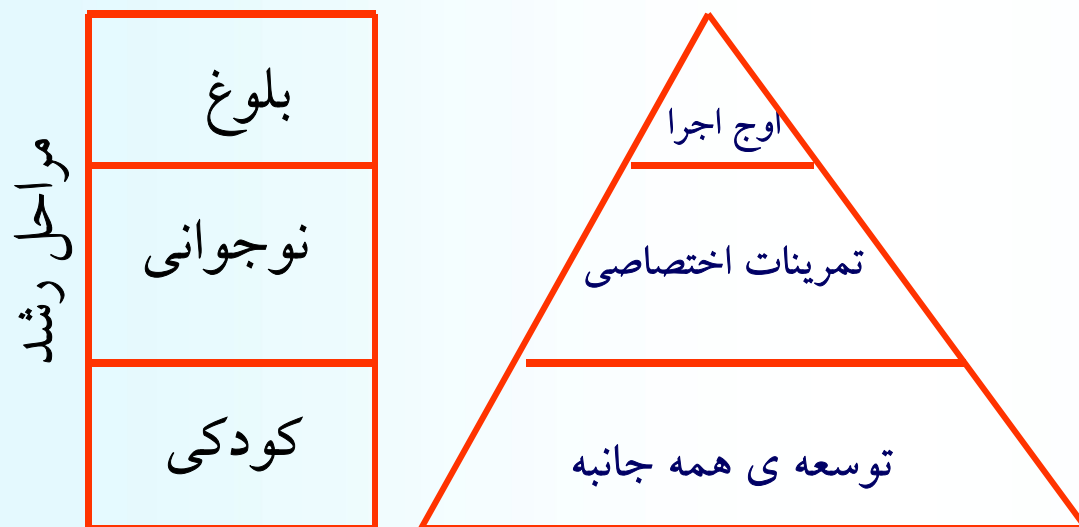 مراحل رشد
بلوغ
نوجوانی
کودکی
اوج اجرا
تمرینات اختصاصی
توسعه ی همه جانبه